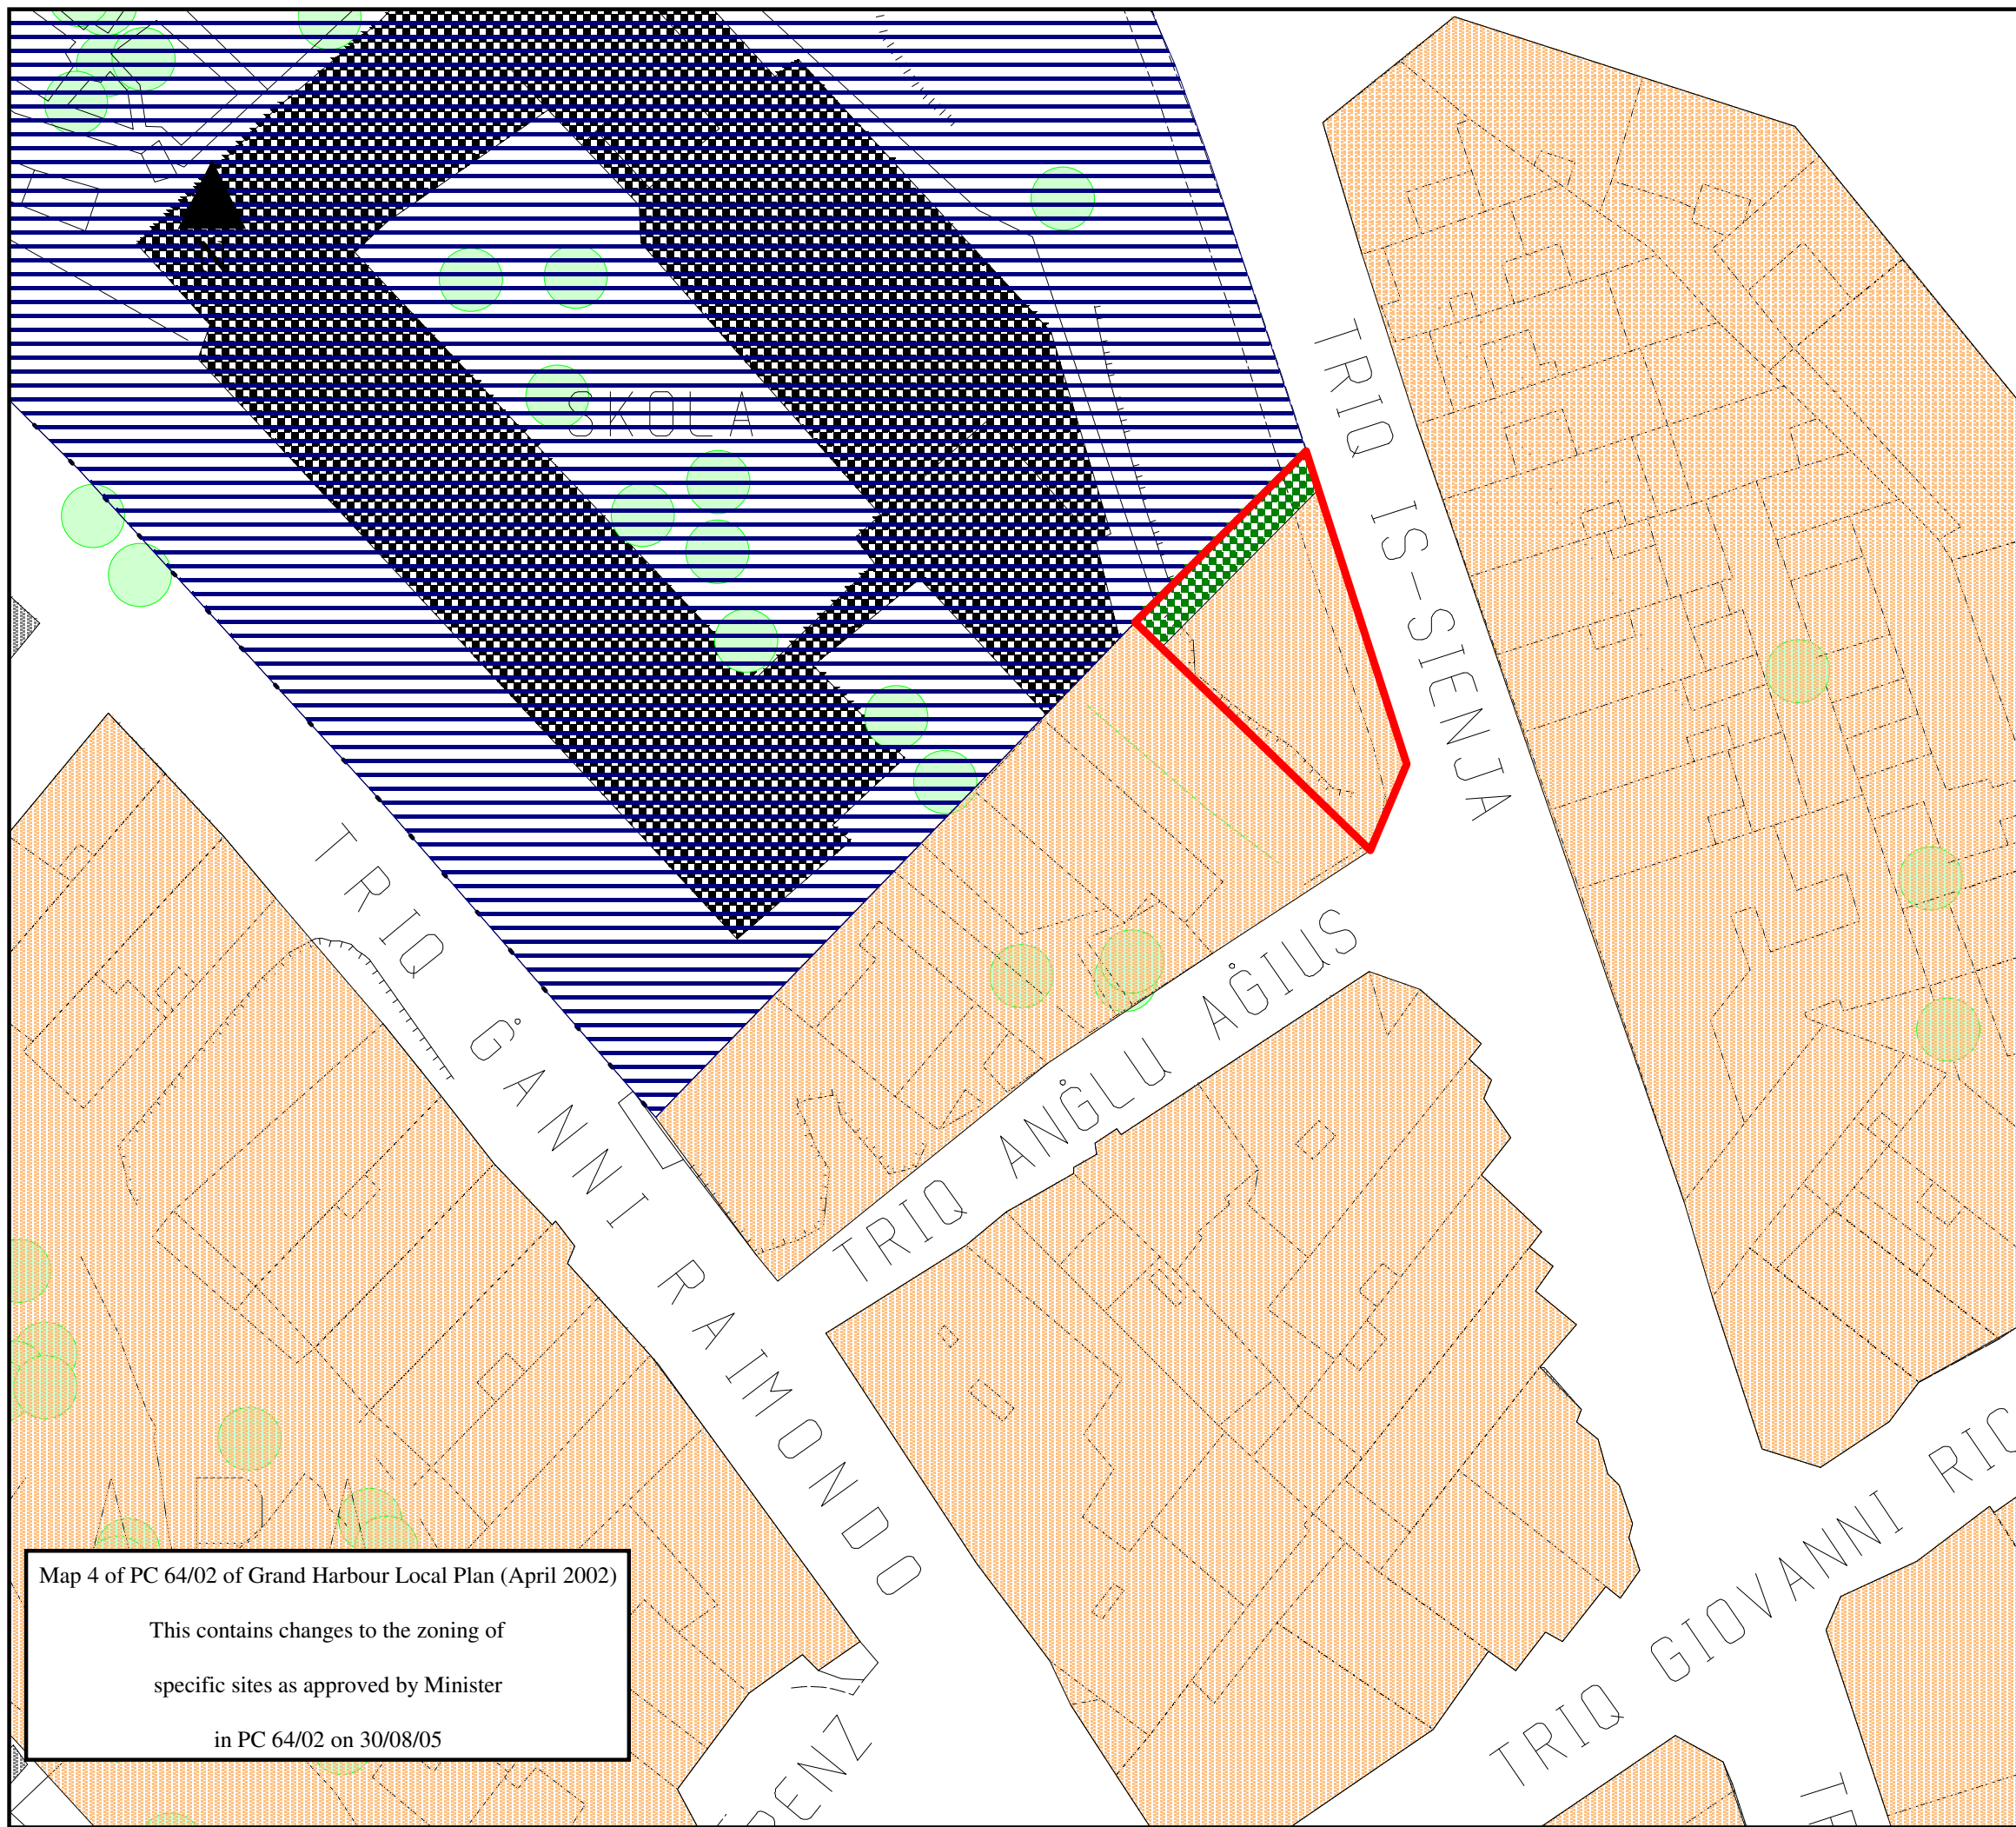 SKOLA
TRIQ IS-SIENJA
TRIQ ĠANNI RAIMONDO
TRIQ ANĠLU AĠIUS
TRIQ GIOVANNI RIC
Map 4 of PC 64/02 of Grand Harbour Local Plan (April 2002)
This contains changes to the zoning of
specific sites as approved by Minister
in PC 64/02 on 30/08/05
RENZ